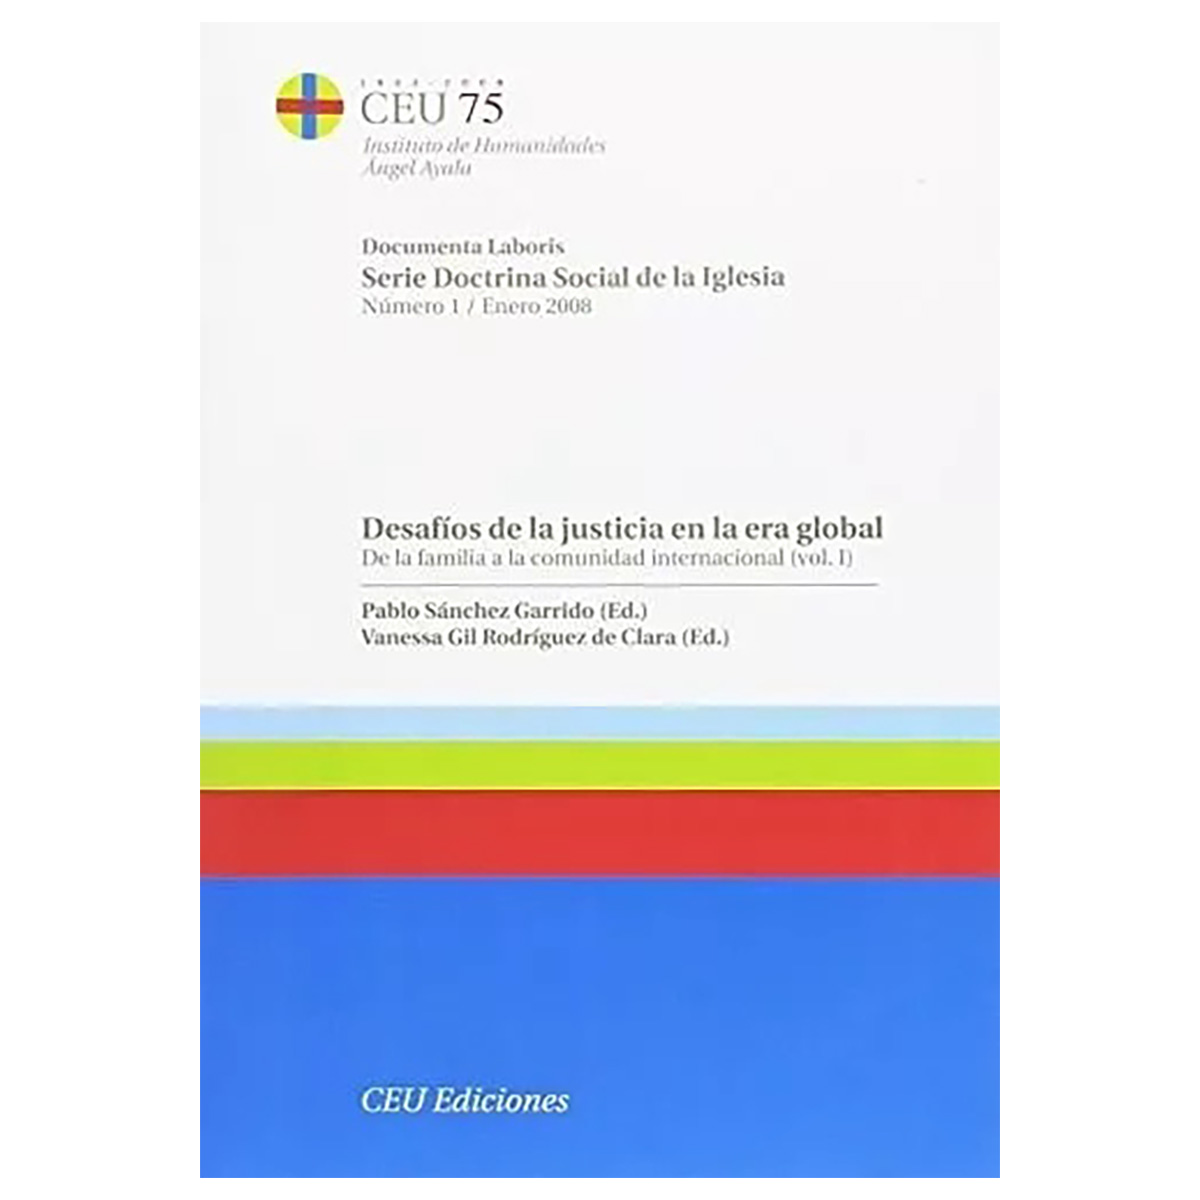 1933-2008
CEU 75
Instituto de Humanidades
Ángel Ayala
Documenta Laboris
Serie Doctrina Social de la Iglesia
Número 1 / Enero 2008
Desafíos de la justicia en la era global
De la familia a la comunidad internacional (vol. I)
Pablo Sánchez Garrido (Ed.)
Vanessa Gil Rodríguez de Clara (Ed.)
CEU Ediciones